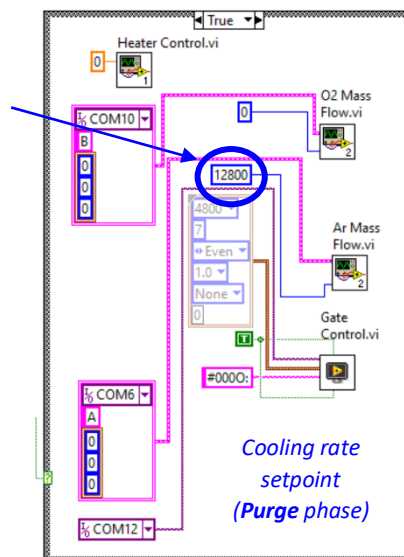 True
Heater Control.vi
0
1
COM10
B
0
0
0
0
O2 Mass
Flow.vi
2
12800
4800
7
Even
1.0
None
0
Ar Mass
Flow.vi
2
T
Gate
Control.vi
#000O:
COM6
A
0
0
0
?
COM12
Cooling rate
setpoint
(Purge phase)